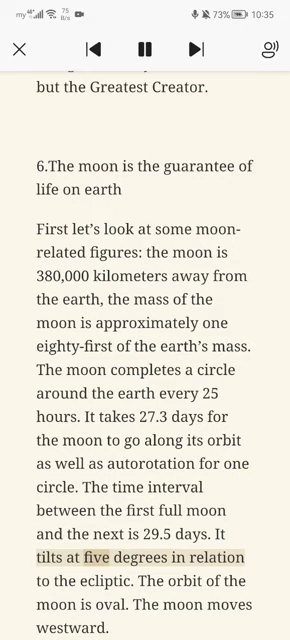 my 4G 75 B/s 73% 10:35
but the Greatest Creator.
6.The moon is the guarantee of
life on earth
First let's look at some moon-
related figures: the moon is
380,000 kilometers away from
the earth, the mass of the
moon is approximately one
eighty-first of the earth's mass.
The moon completes a circle
around the earth every 25
hours. It takes 27.3 days for
the moon to go along its orbit
as well as autorotation for one
circle. The time interval
between the first full moon
and the next is 29.5 days. It
tilts at five degrees in relation
to the ecliptic. The orbit of the
moon is oval. The moon moves
westward.